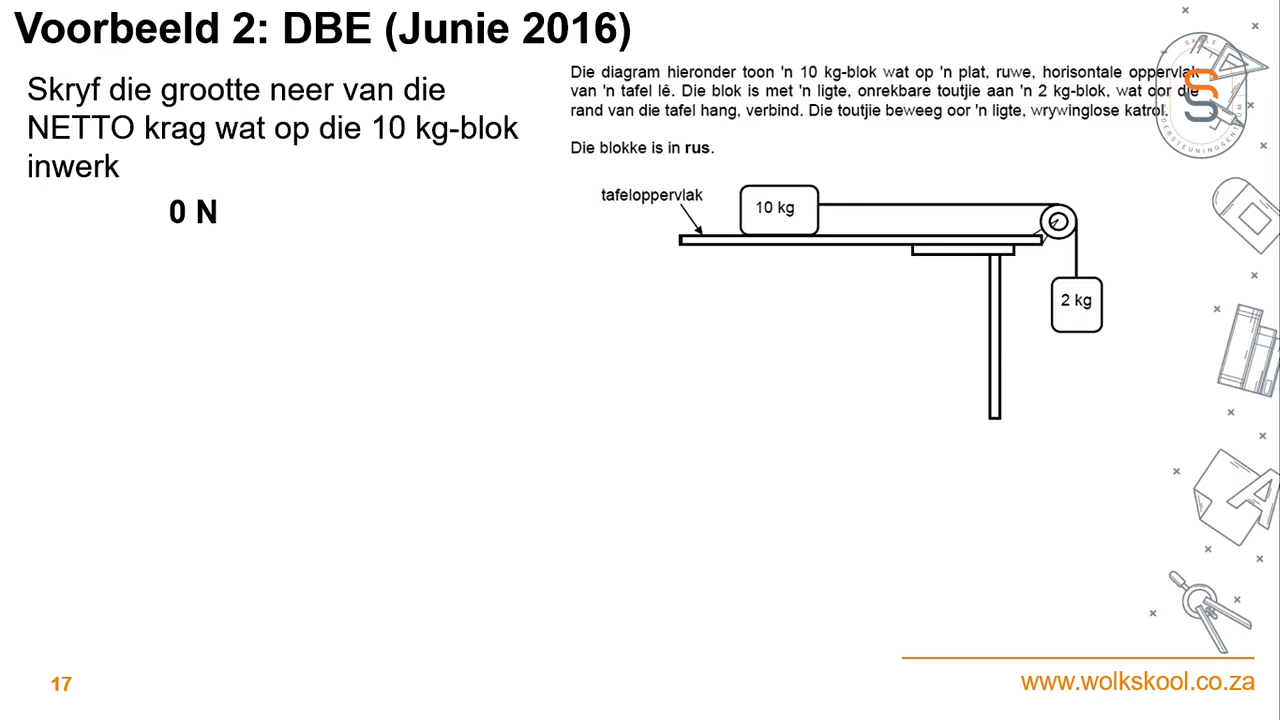 Voorbeeld 2: DBE (Junie 2016)
Skryf die grootte neer van die
NETTO krag wat op die 10 kg-blok
inwerk
0 N
Die diagram hieronder toon 'n 10 kg-blok wat op 'n plat, ruwe, horisontale oppervlak
van 'n tafel lê. Die blok is met 'n ligte, onrekbare toutjie aan 'n 2 kg-blok, wat oor die
rand van die tafel hang, verbind. Die toutjie beweeg oor 'n ligte, wrywinglose katrol.
Die blokke is in rus.
tafeloppervlak
10 kg
2 kg
17
www.wolkskool.co.za